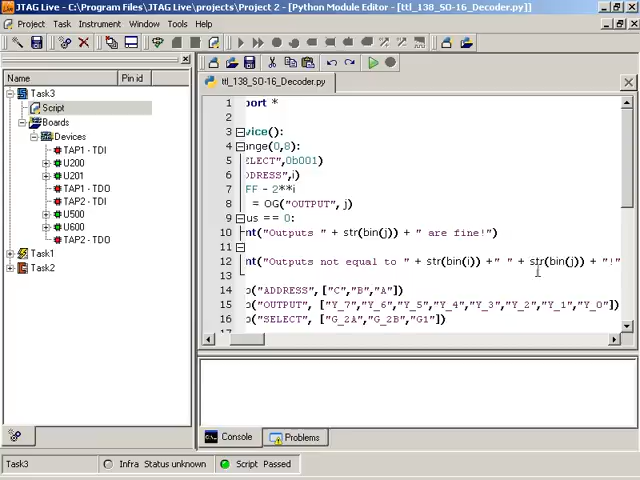 JTAG Live - C:\Program Files\JTAG Live\projects\Project 2 - [Python Module Editor - [ttl_138_SO-16_Decoder.py]]
Project Task Instrument Window Tools Help
ttl_138_SO-16_Decoder.py
Name Pin id
Task3
Script
Boards
Devices
TAP1 - TDI
U200
U201
TAP1 - TDO
TAP2 - TDI
U500
U600
TAP2 - TDO
Task1
Task2
1 port *
2
3 vice():
4 ange(0,8):
5 ELECT",0b001)
6 DDRESS",i)
7 FF - 2**i
8 = OG("OUTPUT", j)
9 us == 0:
10 nt("Outputs " + str(bin(j)) + " are fine!")
11
12 nt("Outputs not equal to " + str(bin(i)) +" " + str(bin(j)) + "!"
13
14 ("ADDRESS", ["C","B","A"])
15 ("OUTPUT", ["Y_7","Y_6","Y_5","Y_4","Y_3","Y_2","Y_1","Y_0"])
16 ("SELECT", ["G_2A","G_2B","G1"])
17
Console Problems
Task3 Infra Status unknown Script Passed